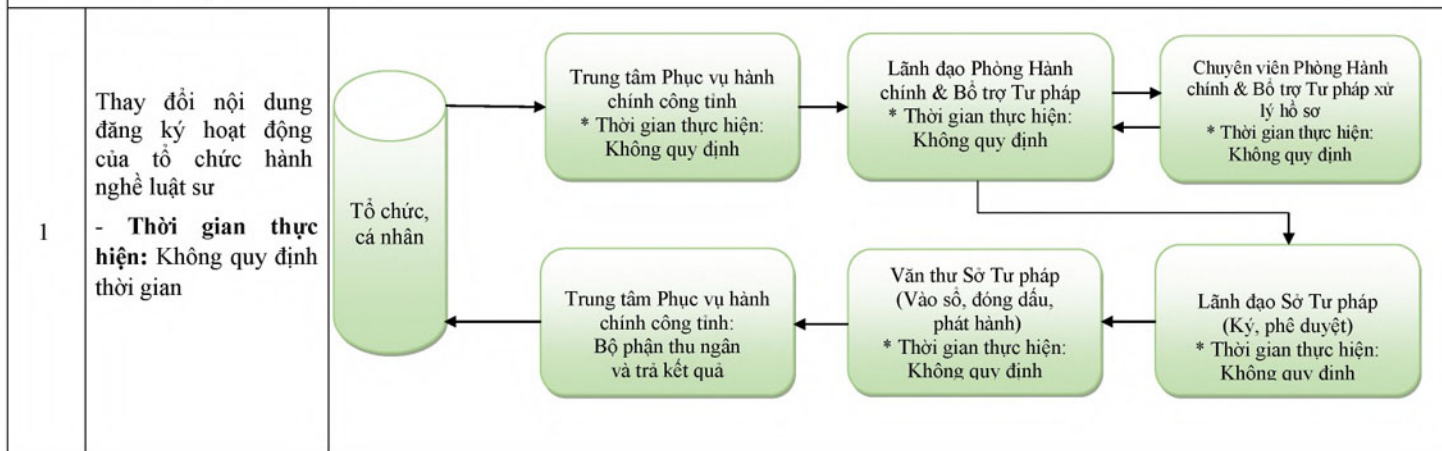 1
Thay đổi nội dung
đăng ký hoạt động
của tổ chức hành
nghề luật sư
- Thời gian thực
hiện: Không quy định
thời gian
Tổ chức,
cá nhân
Trung tâm Phục vụ hành
chính công tỉnh
* Thời gian thực hiện:
Không quy định
Lãnh đạo Phòng Hành
chính & Bổ trợ Tư pháp
* Thời gian thực hiện:
Không quy định
Chuyên viên Phòng Hành
chính & Bổ trợ Tư pháp xử
lý hồ sơ
* Thời gian thực hiện:
Không quy định
Lãnh đạo Sở Tư pháp
(Ký, phê duyệt)
* Thời gian thực hiện:
Không quy định
Văn thư Sở Tư pháp
(Vào sổ, đóng dấu,
phát hành)
* Thời gian thực hiện:
Không quy định
Trung tâm Phục vụ hành
chính công tỉnh:
Bộ phận thu ngân
và trả kết quả